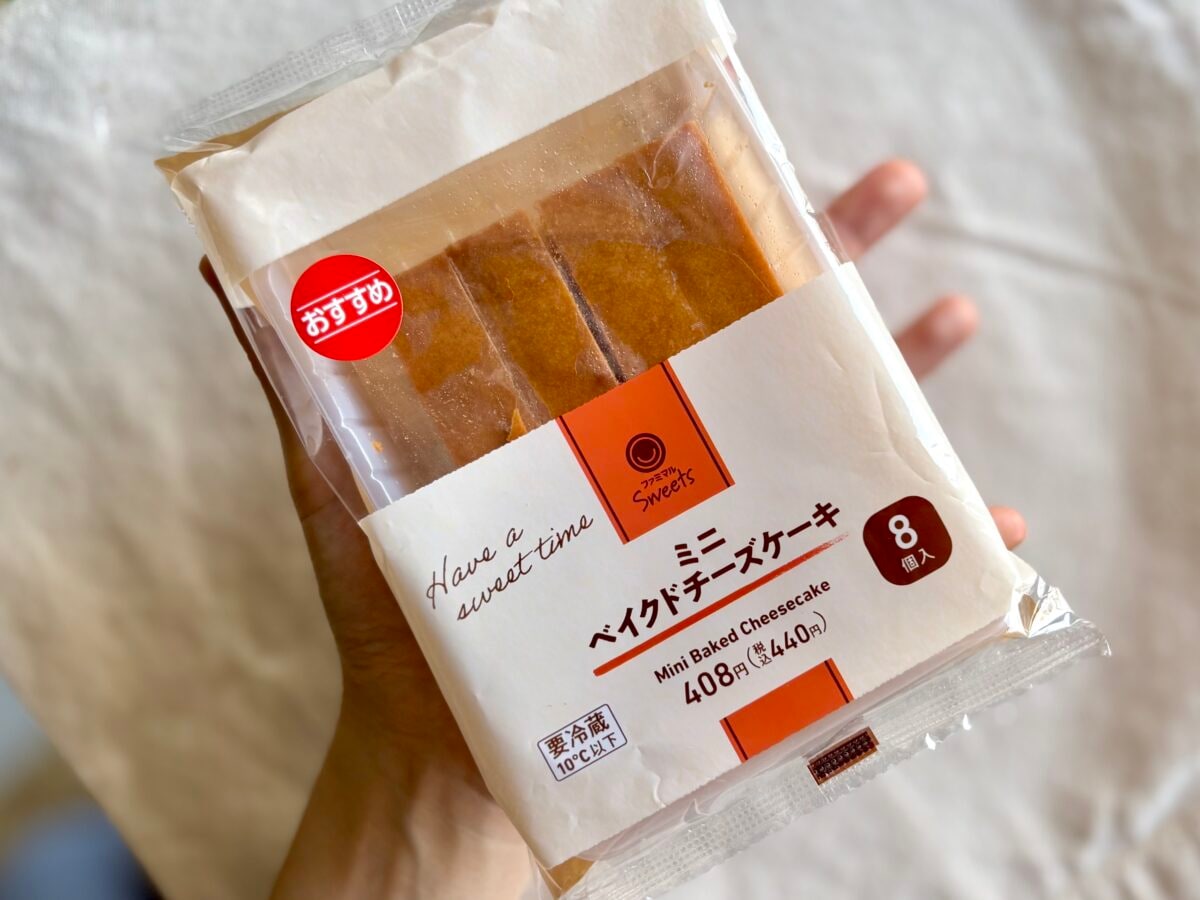 おすすめ
ファミマル
Sweets
Have a
sweet time
ミニ
ベイクドチーズケーキ
8
個入
Mini Baked Cheesecake
408円(税込440円)
要冷蔵
10°C以下